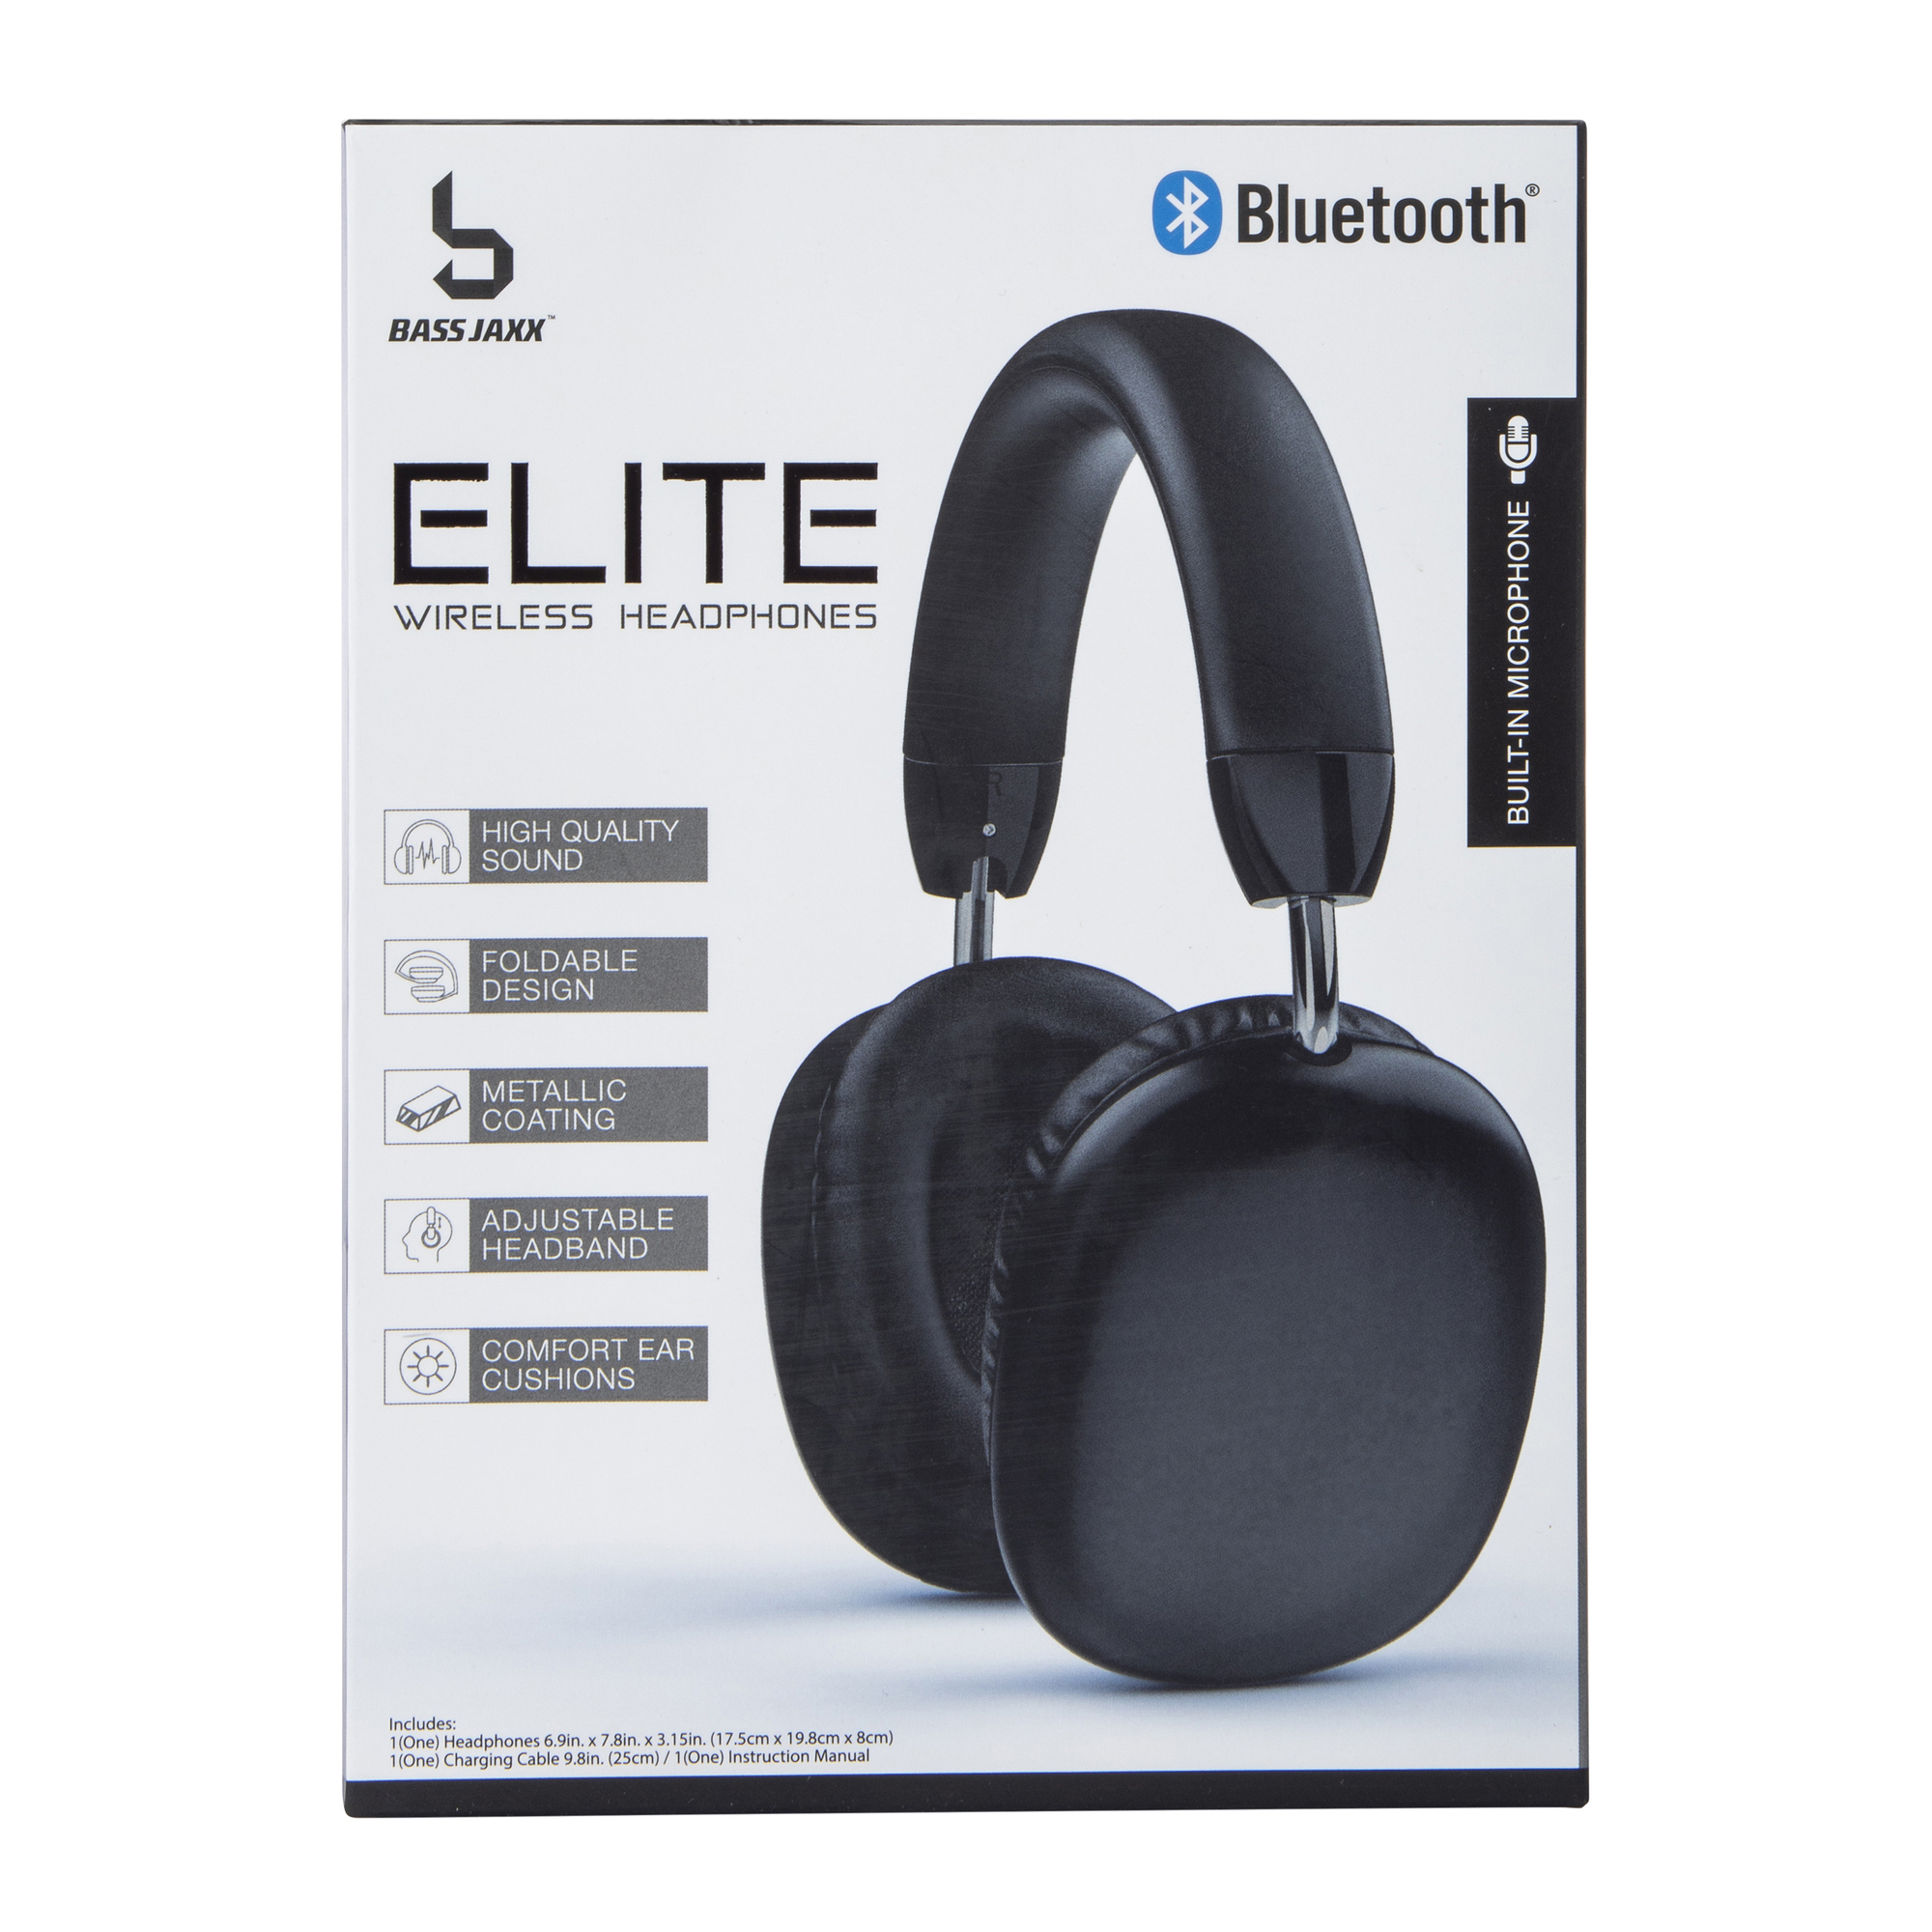 BASS JAXX™
Bluetooth®
ELITE
WIRELESS HEADPHONES
BUILT-IN MICROPHONE
R
HIGH QUALITY
SOUND
FOLDABLE
DESIGN
METALLIC
COATING
ADJUSTABLE
HEADBAND
COMFORT EAR
CUSHIONS
Includes:
1(One) Headphones 6.9in. x 7.8in. x 3.15in. (17.5cm x 19.8cm x 8cm)
1(One) Charging Cable 9.8in. (25cm) / 1(One) Instruction Manual